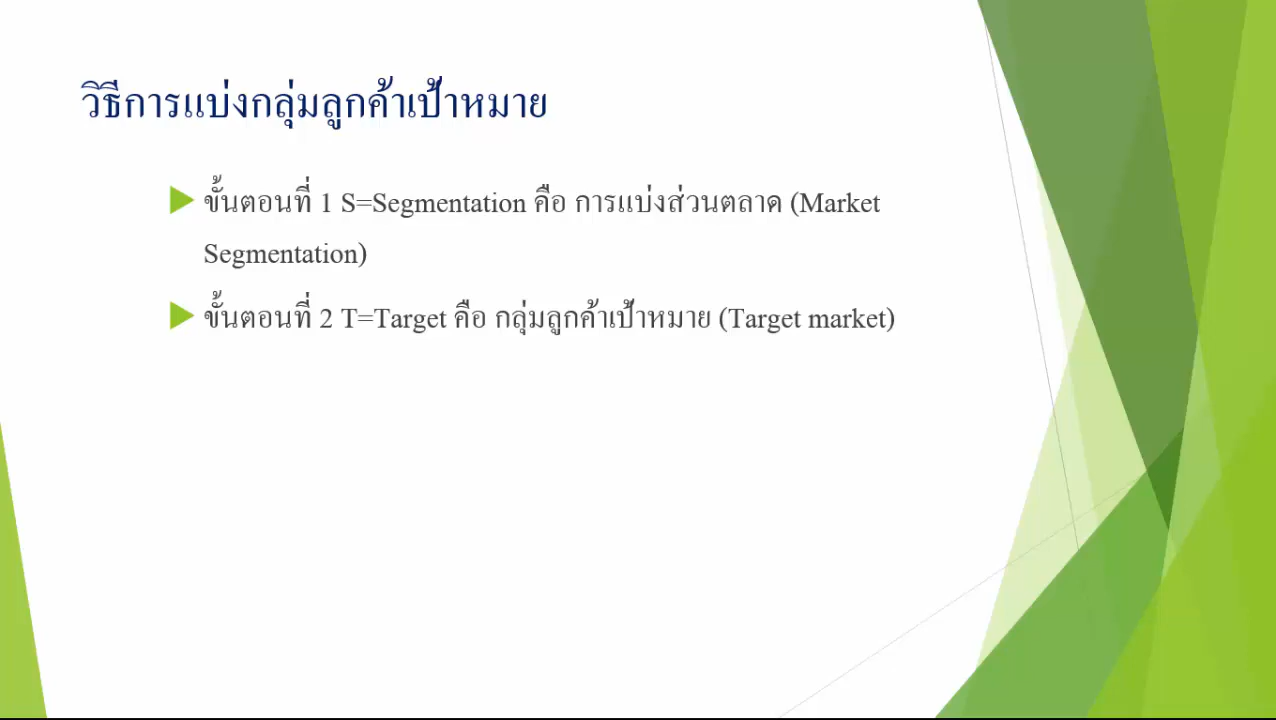 วิธีการแบ่งกลุ่มลูกค้าเป้าหมาย
ขั้นตอนที่ 1 S=Segmentation คือ การแบ่งส่วนตลาด (Market
Segmentation)
ขั้นตอนที่ 2 T=Target คือ กลุ่มลูกค้าเป้าหมาย (Target market)